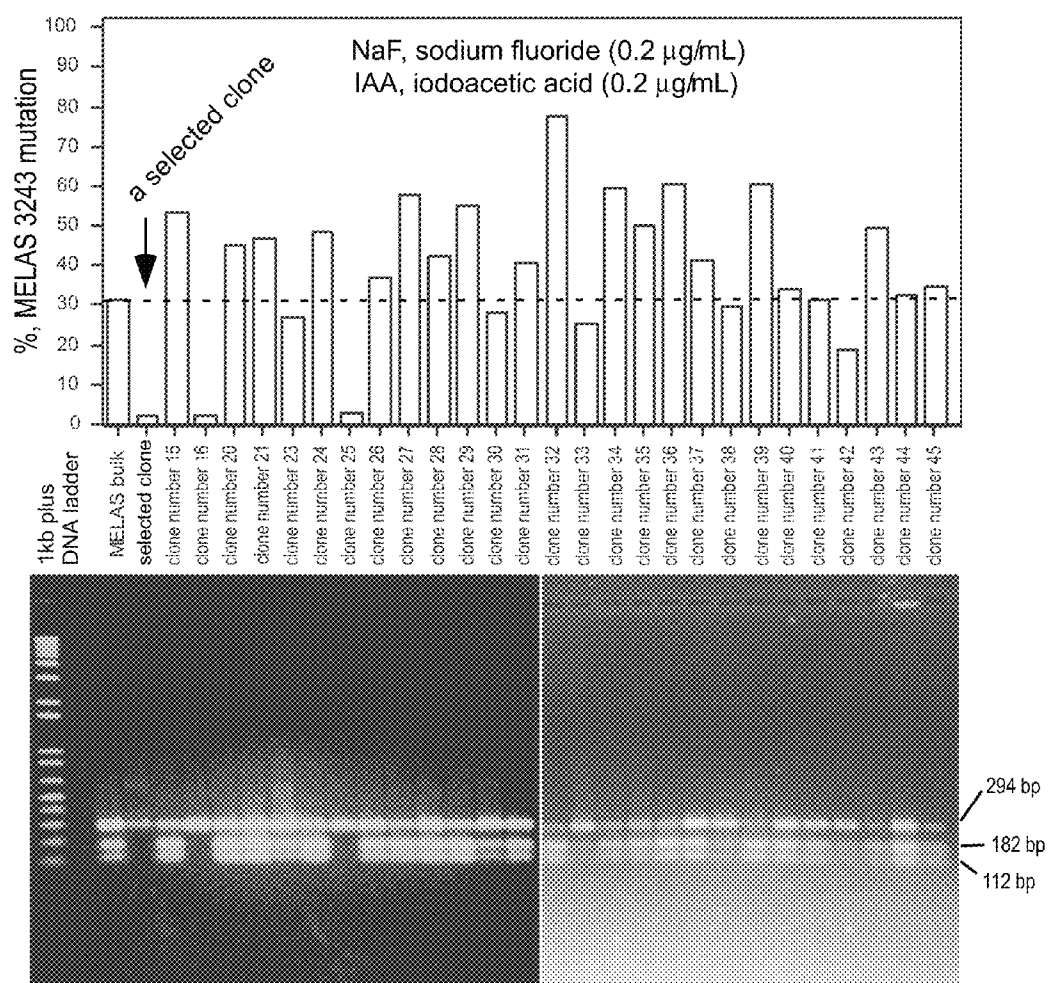 100
90
80
70
60
50
40
30
20
10
0
%, MELAS 3243 mutation
NaF, sodium fluoride (0.2 µg/mL)
IAA, iodoacetic acid (0.2 µg/mL)
a selected clone
1kb plus
DNA ladder
MELAS bulk
selected clone
clone number 15
clone number 16
clone number 20
clone number 21
clone number 23
clone number 24
clone number 25
clone number 26
clone number 27
clone number 28
clone number 29
clone number 30
clone number 31
clone number 32
clone number 33
clone number 34
clone number 35
clone number 36
clone number 37
clone number 38
clone number 39
clone number 40
clone number 41
clone number 42
clone number 43
clone number 44
clone number 45
294 bp
182 bp
112 bp